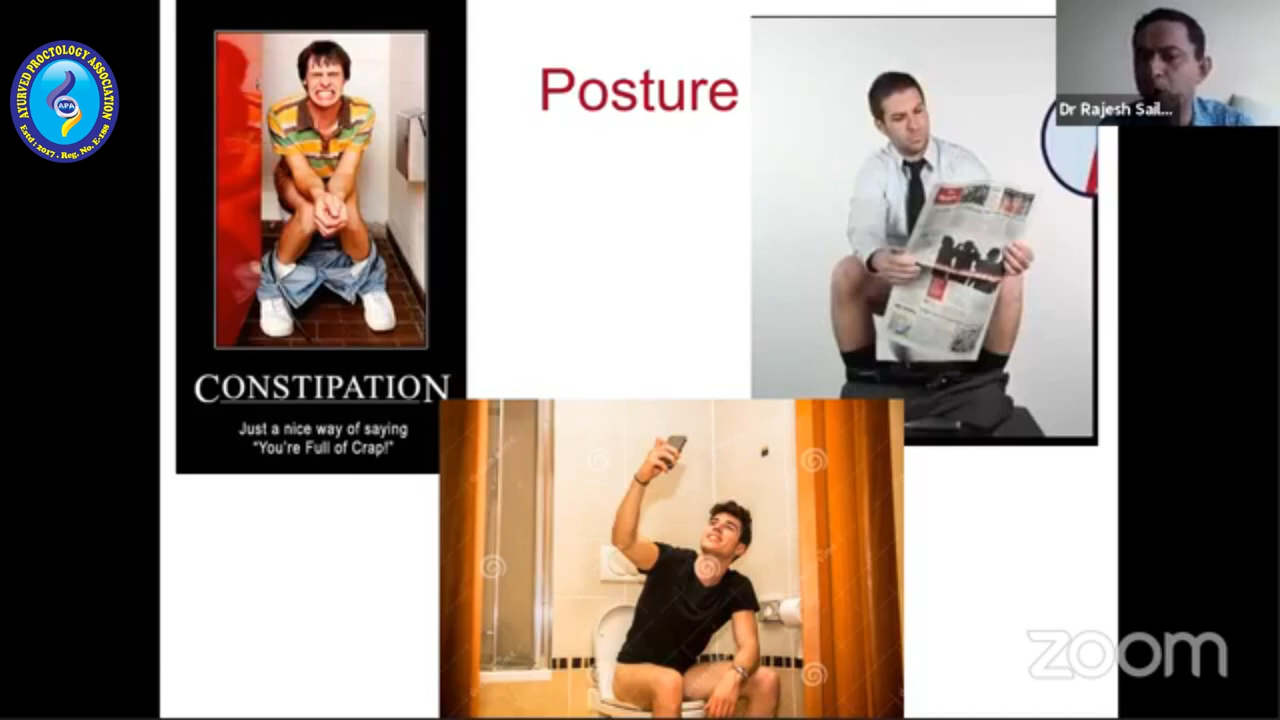 AYURVED PROCTOLOGY ASSOCIATION
APA
Estd : 2017 . Reg. No. E-188
Posture
Dr Rajesh Sail...
CONSTIPATION
Just a nice way of saying
"You're Full of Crap!"
zoom